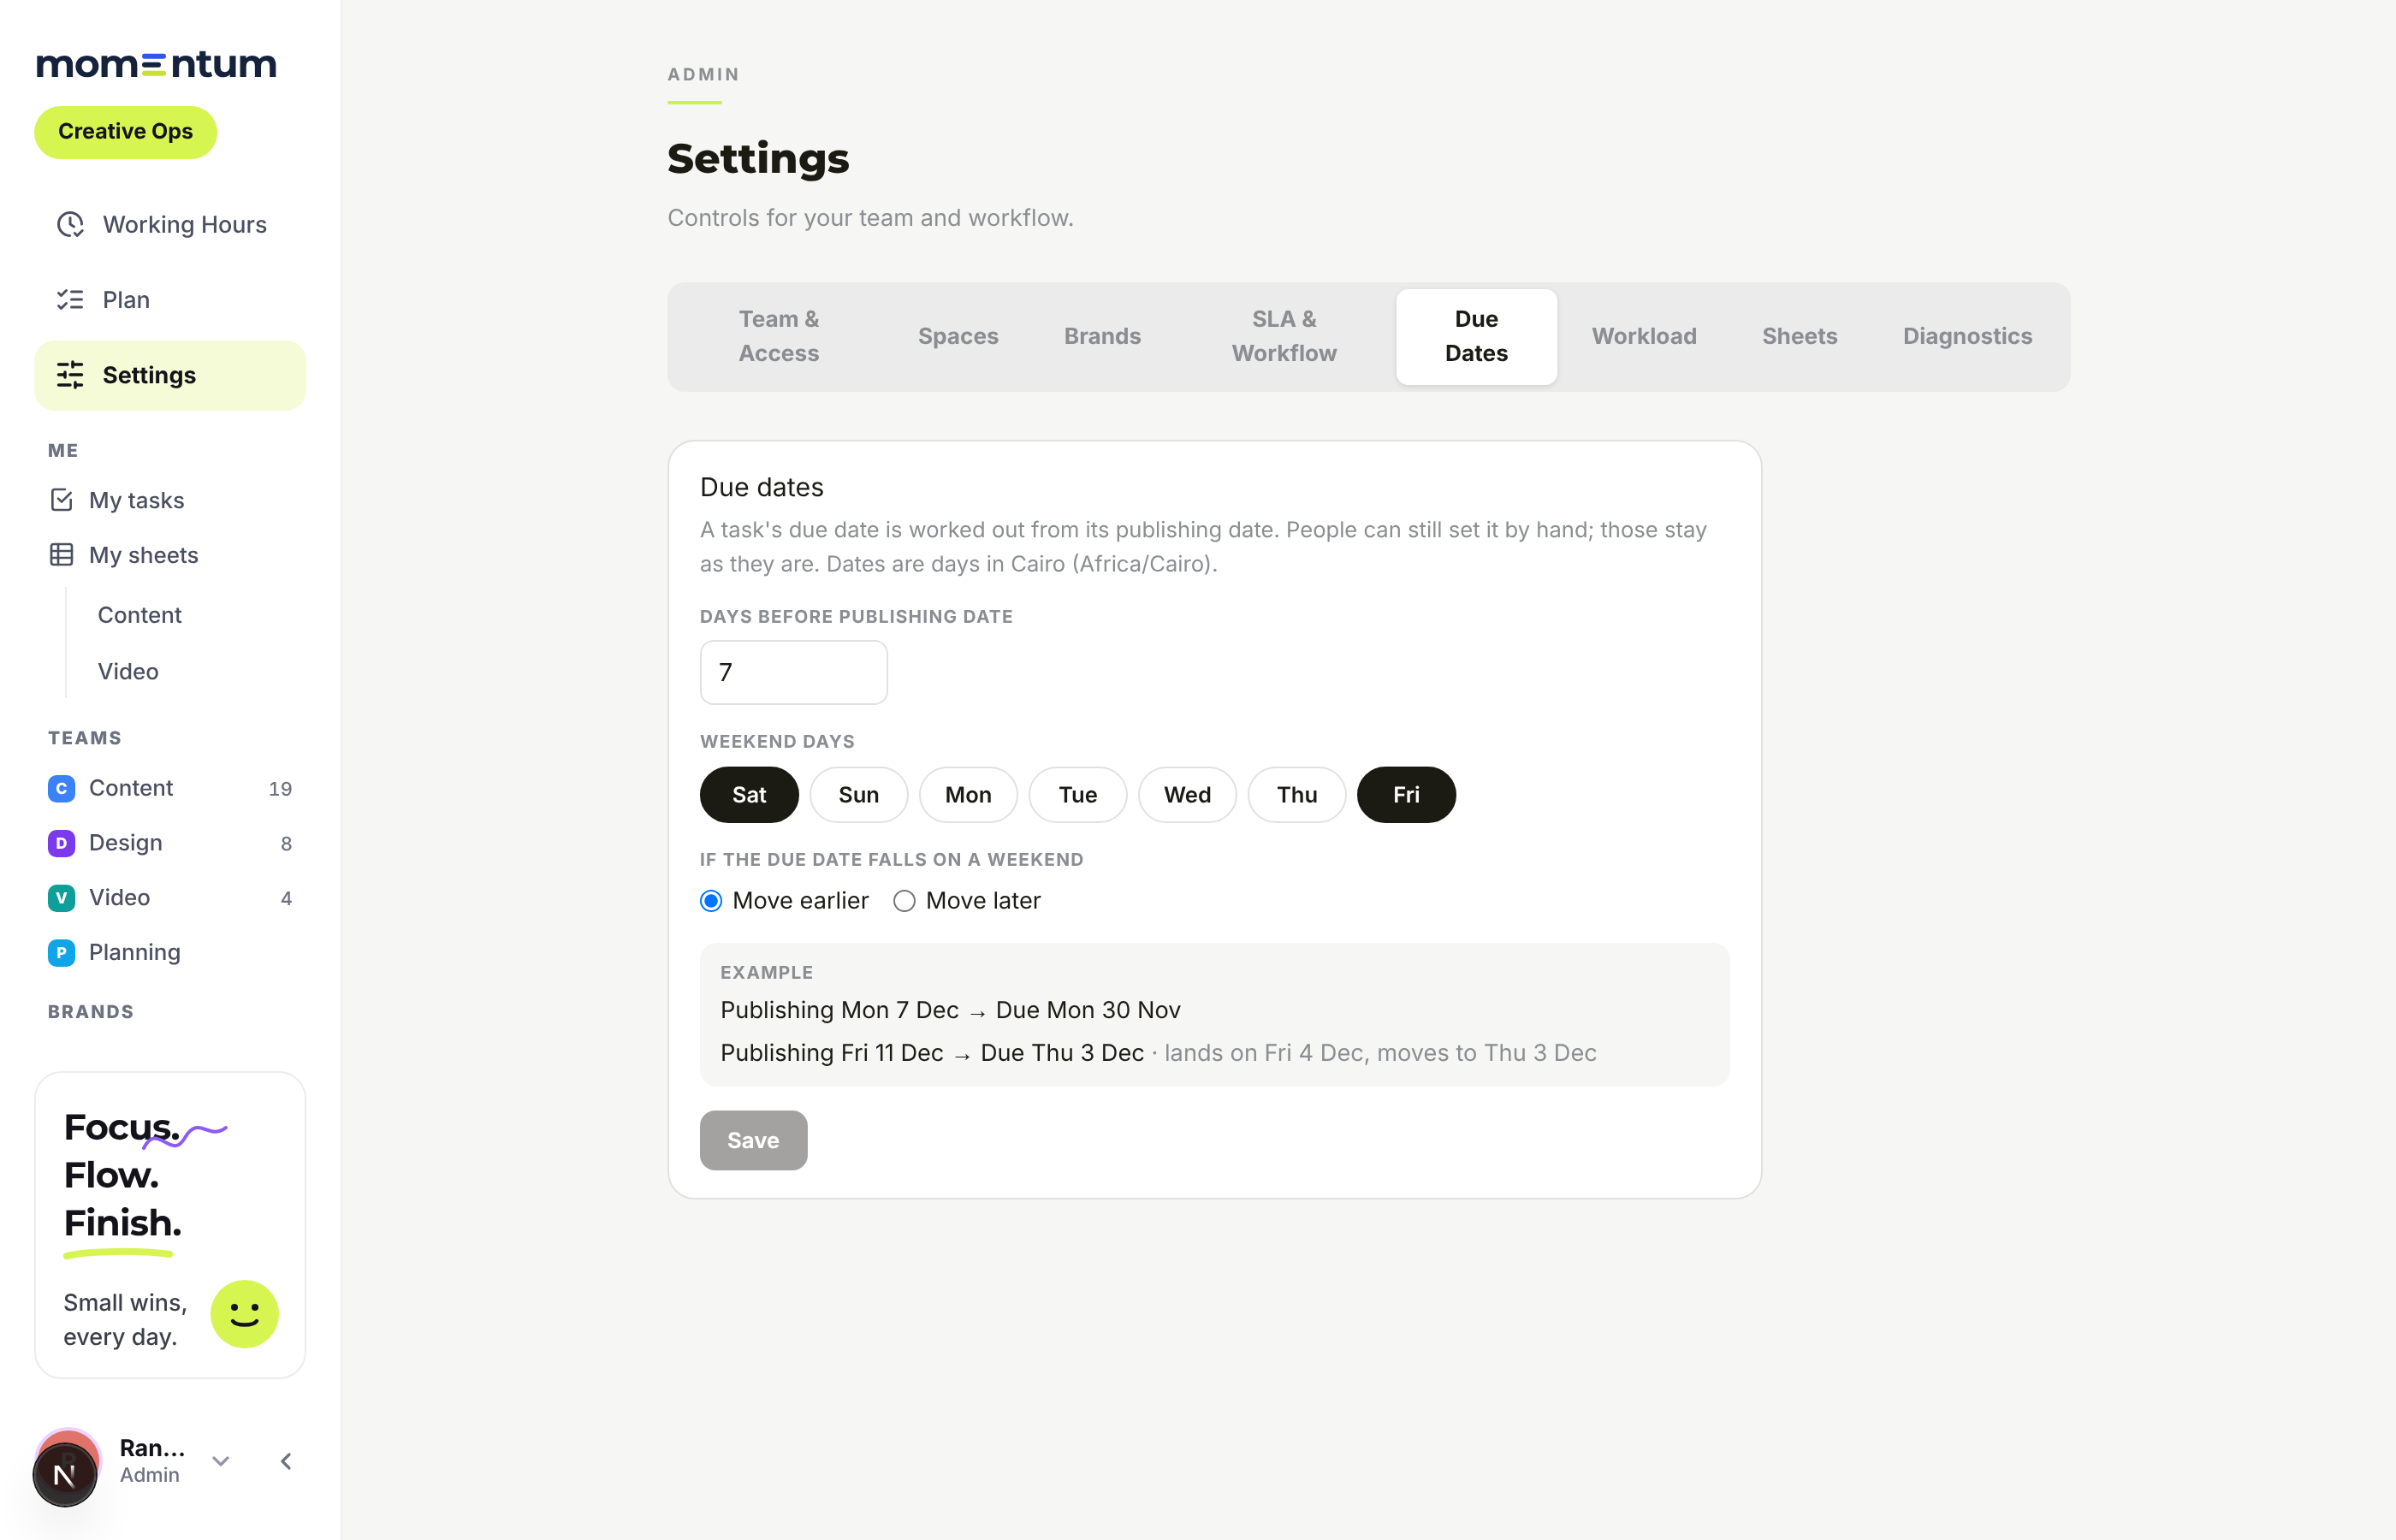 momentum
Creative Ops
Working Hours
Plan
Settings
ME
My tasks
My sheets
Content
Video
TEAMS
C Content 19
D Design 8
V Video 4
P Planning
BRANDS
Focus.
Flow.
Finish.
Small wins,
every day.
N
Ran...
Admin
ADMIN
Settings
Controls for your team and workflow.
Team &
Access
Spaces
Brands
SLA &
Workflow
Due
Dates
Workload
Sheets
Diagnostics
Due dates
A task's due date is worked out from its publishing date. People can still set it by hand; those stay
as they are. Dates are days in Cairo (Africa/Cairo).
DAYS BEFORE PUBLISHING DATE
7
WEEKEND DAYS
Sat Sun Mon Tue Wed Thu Fri
IF THE DUE DATE FALLS ON A WEEKEND
Move earlier Move later
EXAMPLE
Publishing Mon 7 Dec → Due Mon 30 Nov
Publishing Fri 11 Dec → Due Thu 3 Dec · lands on Fri 4 Dec, moves to Thu 3 Dec
Save